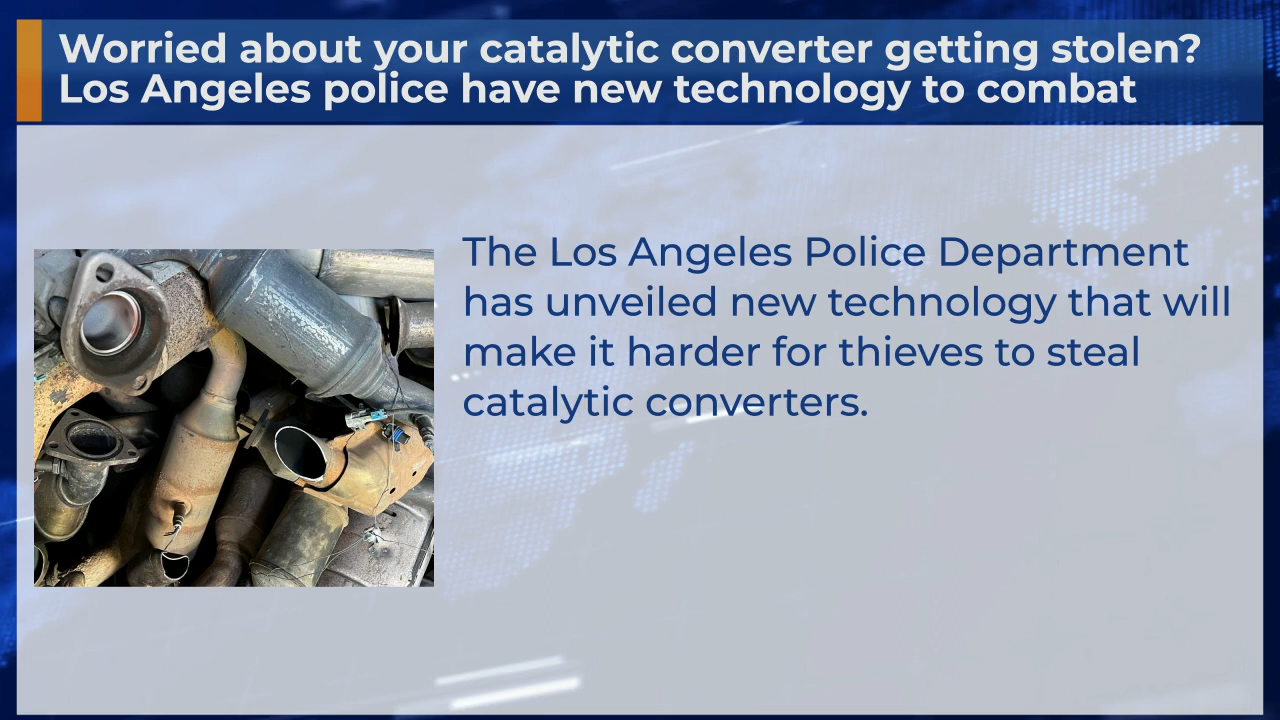 Worried about your catalytic converter getting stolen?
Los Angeles police have new technology to combat
The Los Angeles Police Department
has unveiled new technology that will
make it harder for thieves to steal
catalytic converters.